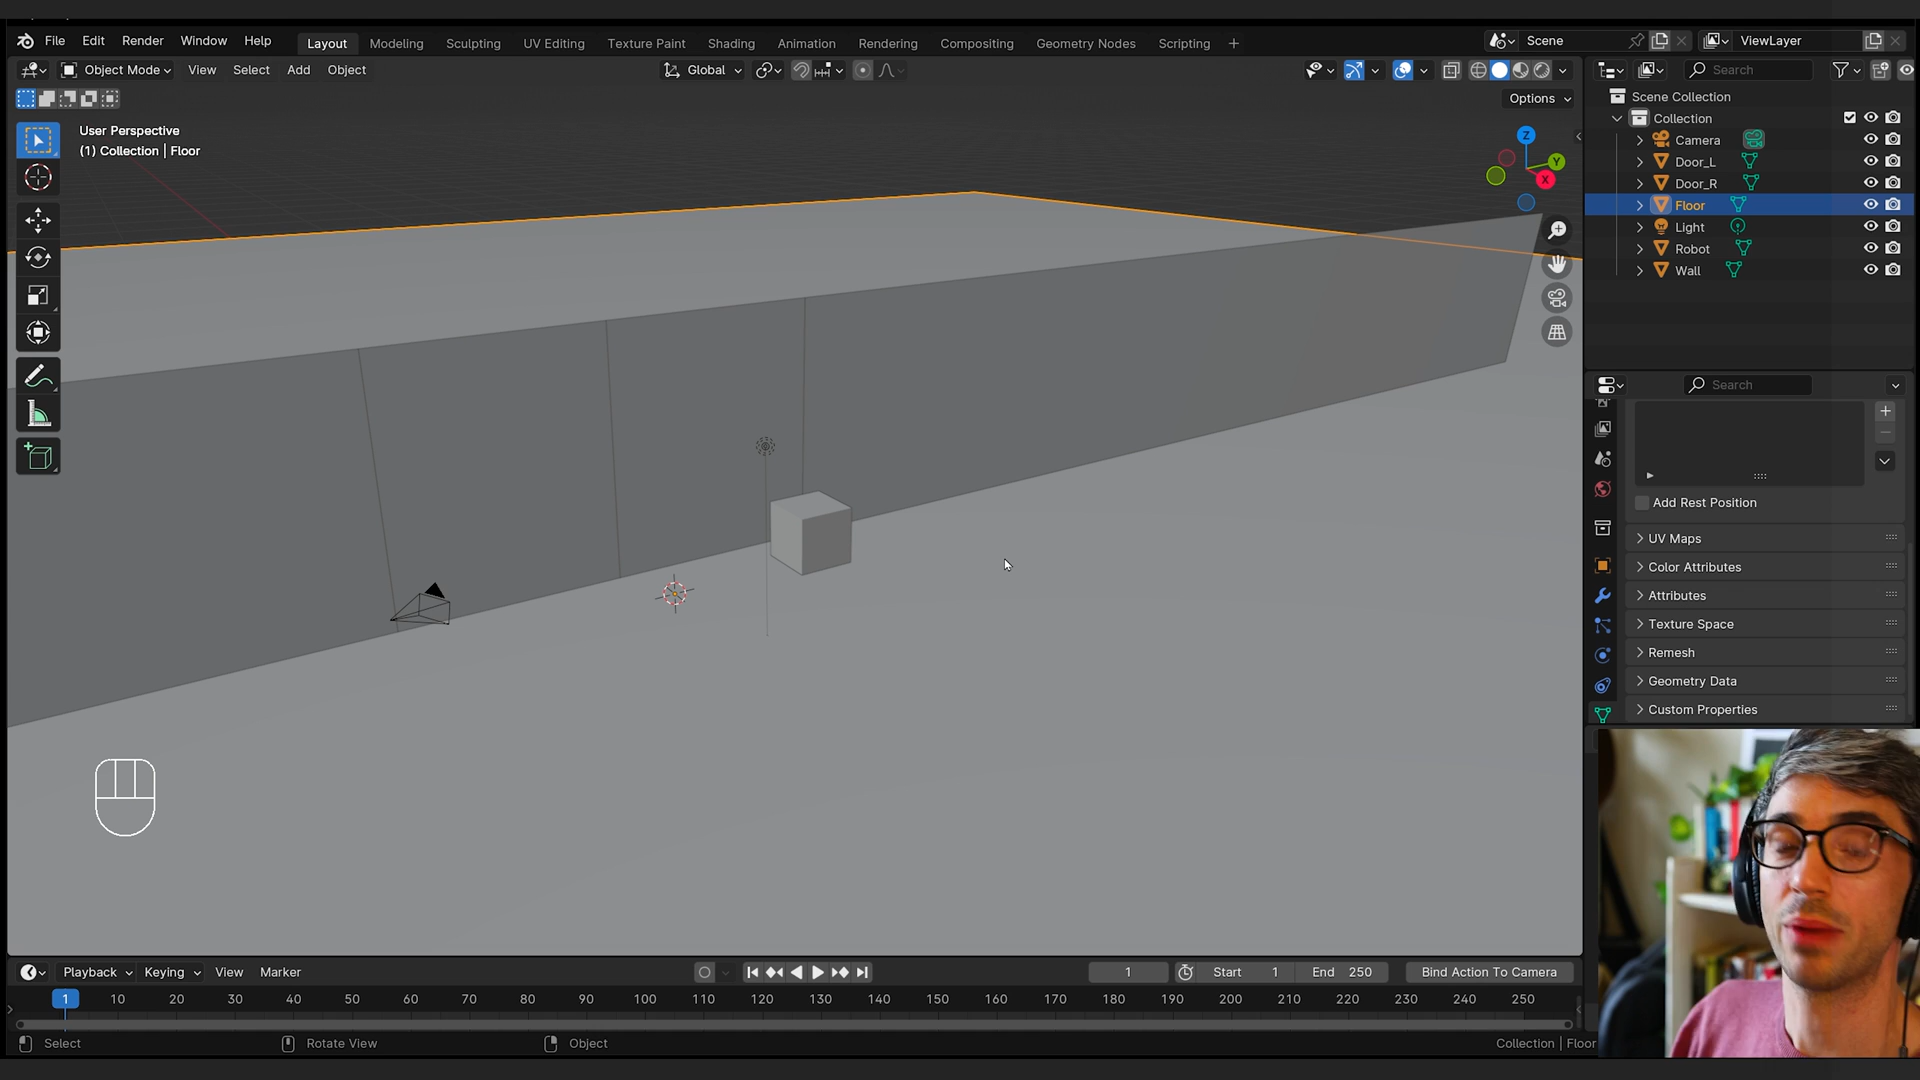 File Edit Render Window Help Layout Modeling Sculpting UV Editing Texture Paint Shading Animation Rendering Compositing Geometry Nodes Scripting + Scene ViewLayer
Object Mode View Select Add Object Global Search
Options
User Perspective
(1) Collection | Floor
Z
Y
X
Scene Collection
Collection
Camera
Door_L
Door_R
Floor
Light
Robot
Wall
Search
Add Rest Position
UV Maps
Color Attributes
Attributes
Texture Space
Remesh
Geometry Data
Custom Properties
Playback Keying View Marker 1 Start 1 End 250 Bind Action To Camera
1 10 20 30 40 50 60 70 80 90 100 110 120 130 140 150 160 170 180 190 200 210 220 230 240 250
Select Rotate View Object Collection | Floor